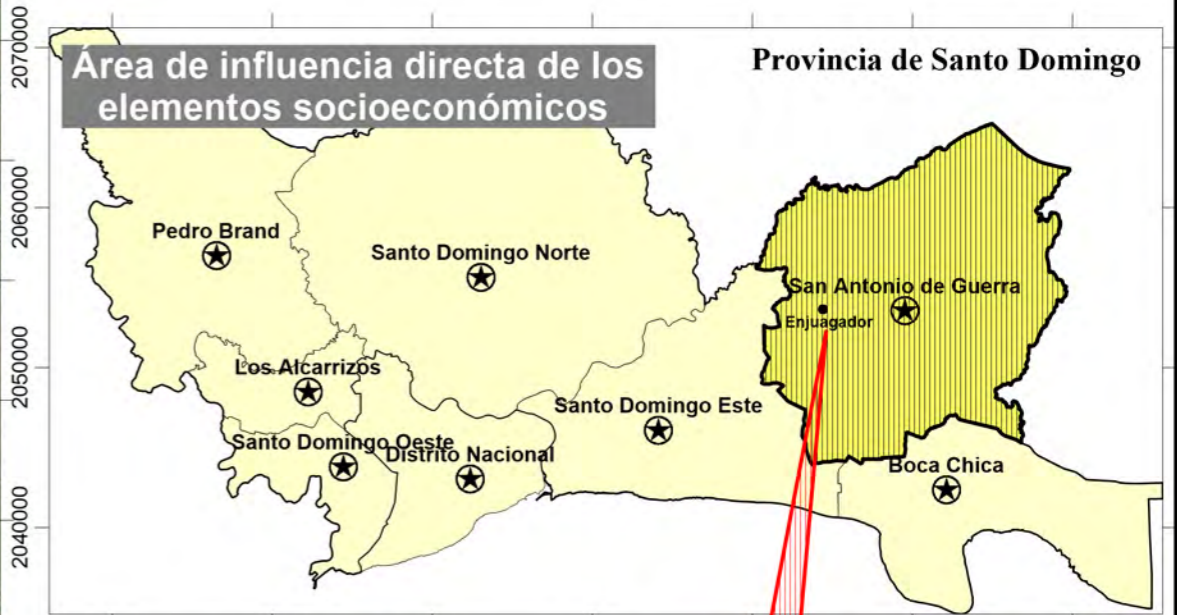 Área de influencia directa de los
elementos socioeconómicos
Provincia de Santo Domingo
2070000
2060000
2050000
2040000
Pedro Brand
Santo Domingo Norte
San Antonio de Guerra
Enjuagador
Los Alcarrizos
Santo Domingo Este
Santo Domingo Oeste
Distrito Nacional
Boca Chica